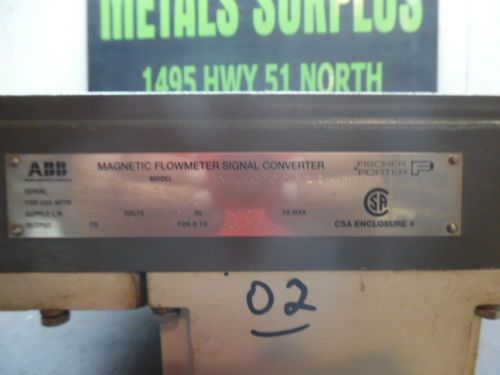 METALS SURPLUS
1495 HWY 51 NORTH
ABB
MAGNETIC FLOWMETER SIGNAL CONVERTER
MODEL
FISCHER
PORTER
SERIAL
FOR USE WITH
SUPPLY L/N VOLTS Hz VA MAX
OUTPUT TO FOR 0 TO
CSA ENCLOSURE 4
02